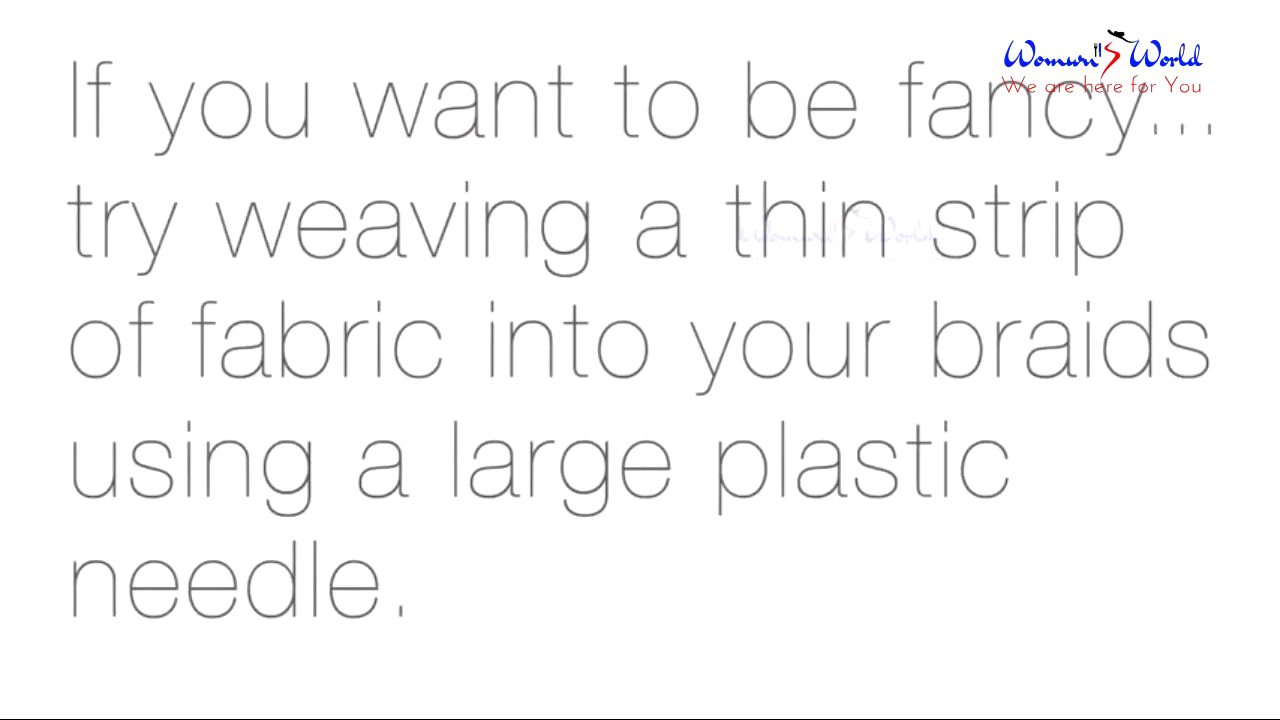 Women's World
We are here for You
If you want to be fancy...
try weaving a thin strip
of fabric into your braids
using a large plastic
needle.